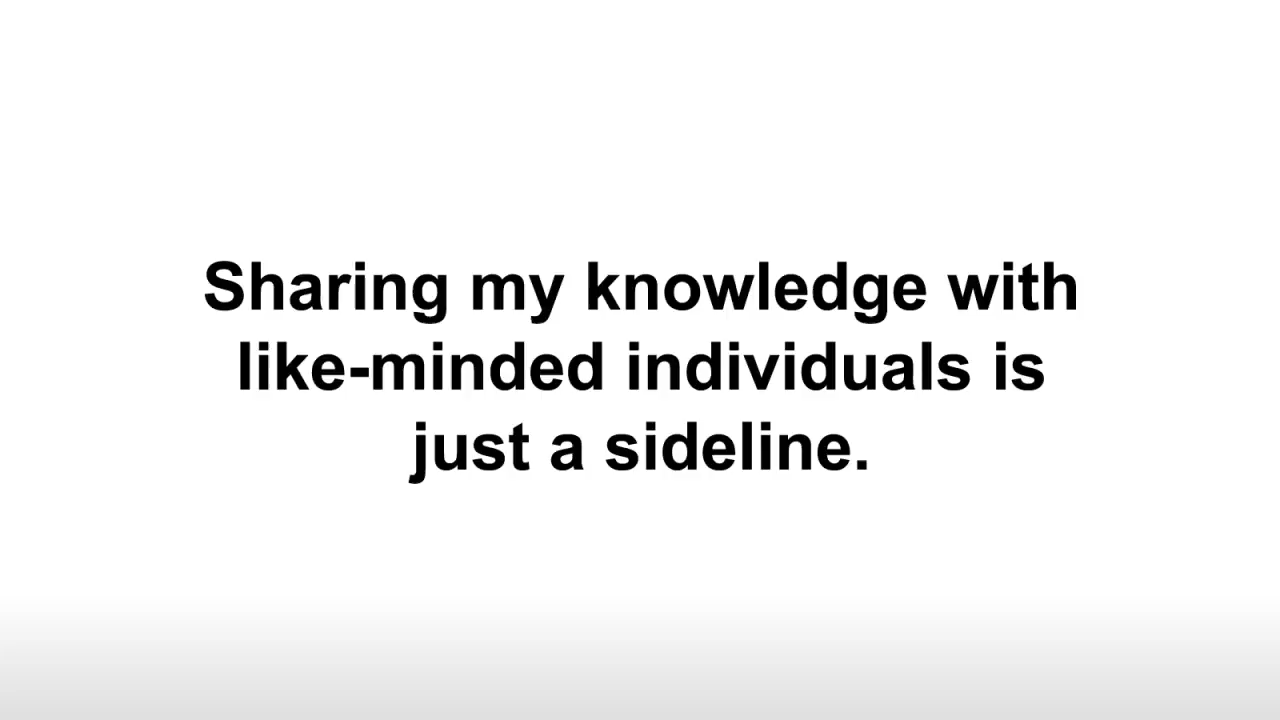 Sharing my knowledge with
like-minded individuals is
just a sideline.